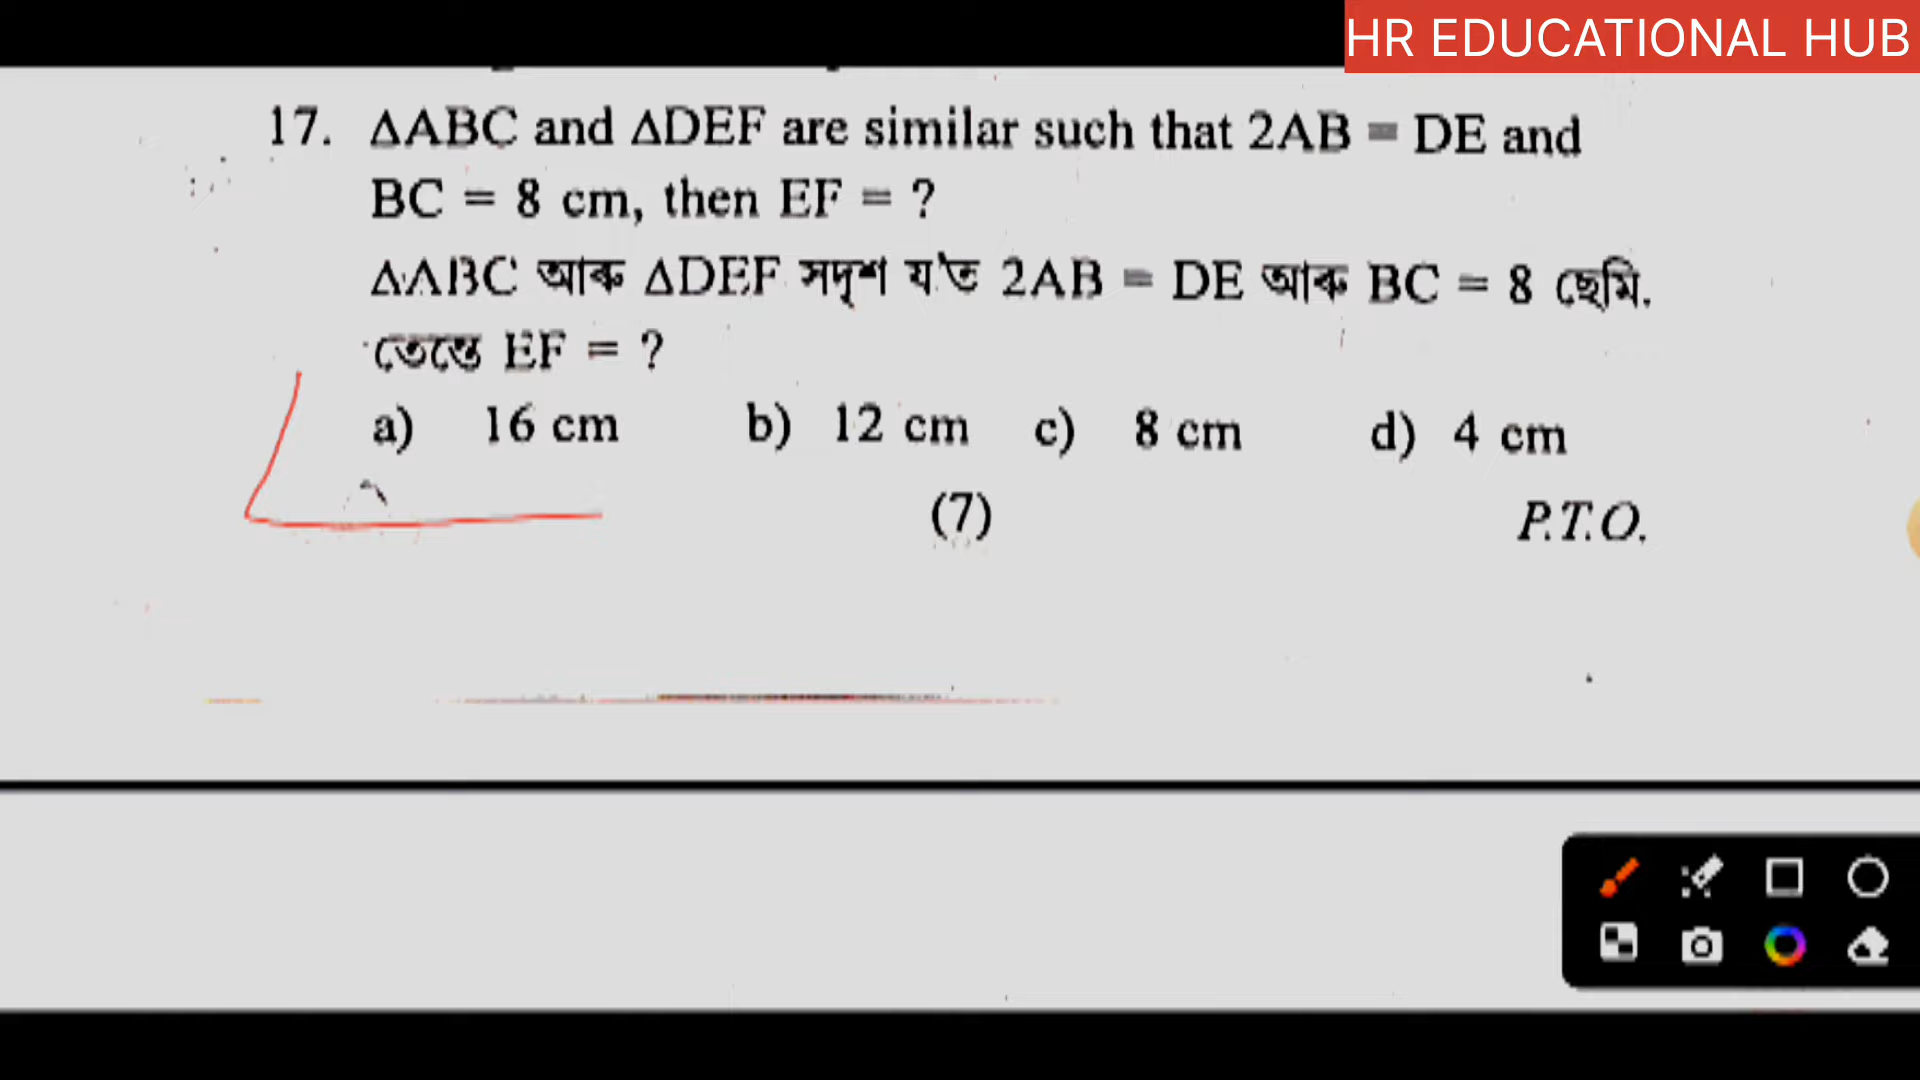 HR EDUCATIONAL HUB
17. ΔABC and ΔDEF are similar such that 2AB = DE and
BC = 8 cm, then EF = ?
ΔABC আৰু ΔDEF সদৃশ য'ত 2AB = DE আৰু BC = 8 ছেমি.
তেন্তে EF = ?
a) 16 cm b) 12 cm c) 8 cm d) 4 cm
(7) P.T.O.